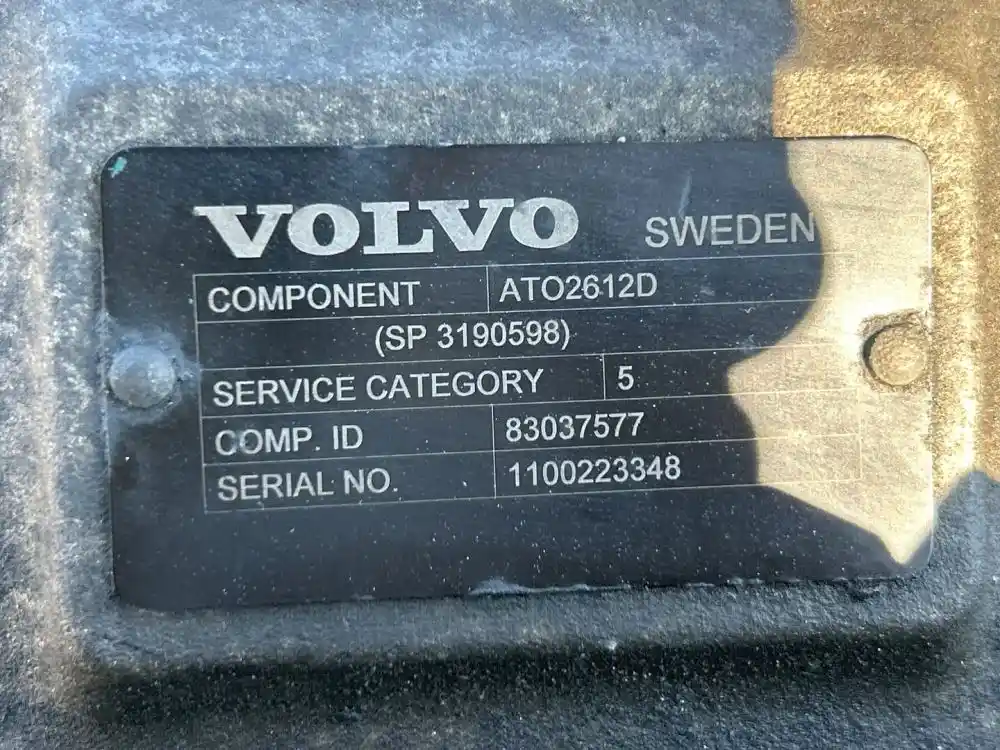 VOLVO SWEDEN
COMPONENT ATO2612D
(SP 3190598)
SERVICE CATEGORY 5
COMP. ID 83037577
SERIAL NO. 1100223348